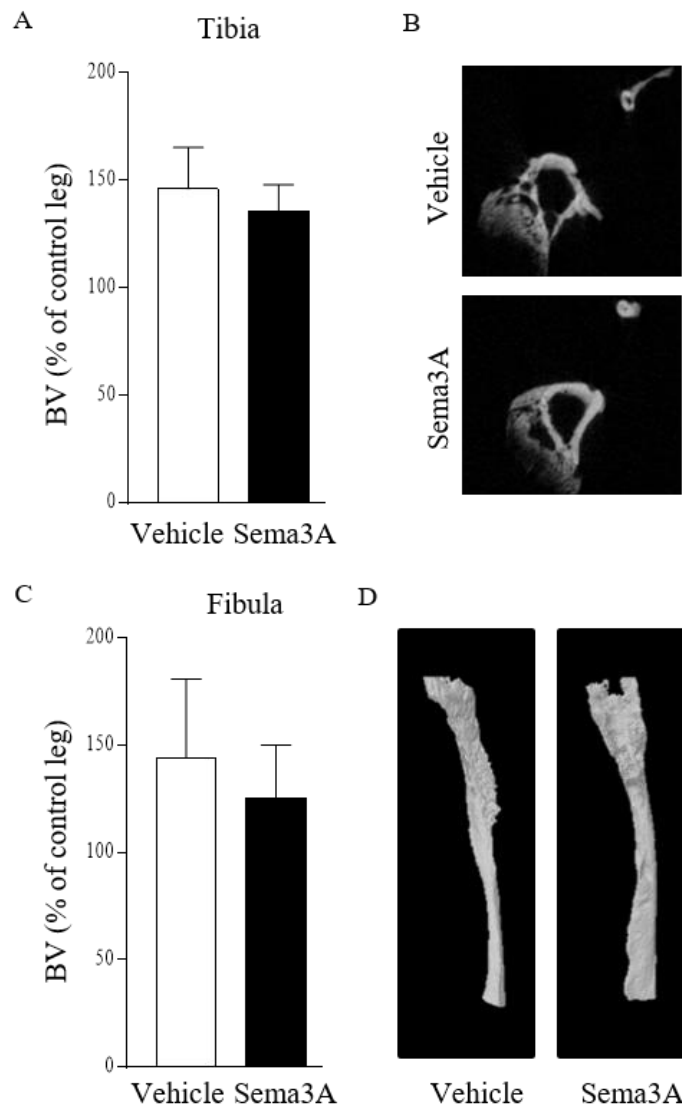 A
Tibia
BV (% of control leg)
200
150
100
50
0
Vehicle Sema3A
B
Vehicle
Sema3A
C
Fibula
BV (% of control leg)
200
150
100
50
0
Vehicle Sema3A
D
Vehicle Sema3A